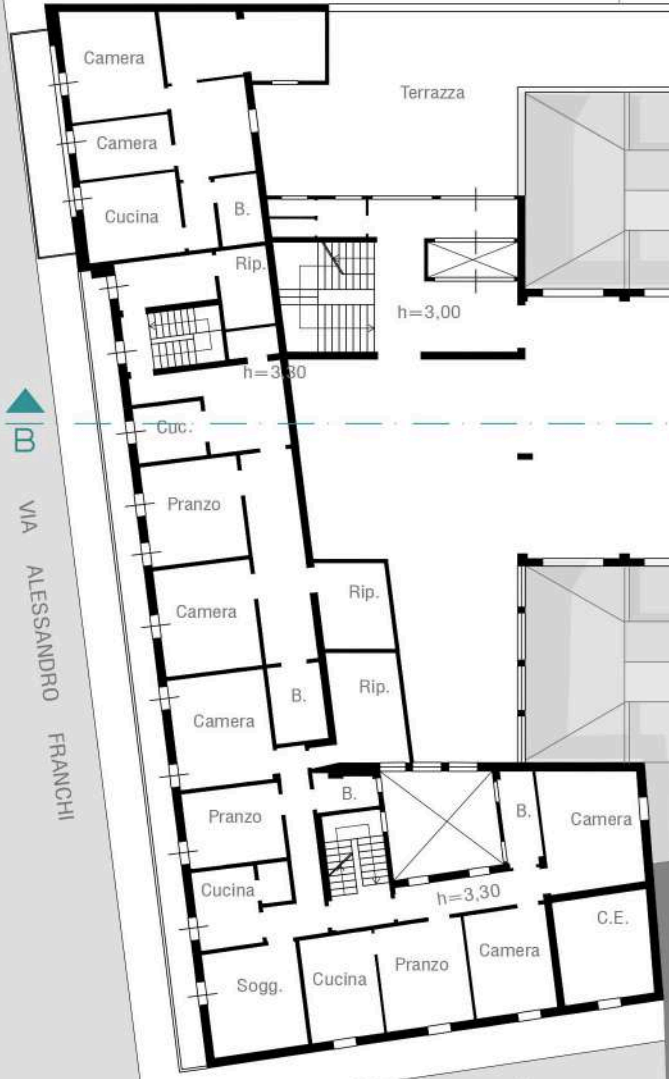 Camera
Terrazza
Camera
Cucina
B.
Rip.
h=3,00
h=3,30
Cuc.
B
Pranzo
VIA ALESSANDRO FRANCHI
Rip.
Camera
Rip.
B.
Camera
B.
B.
Pranzo
Camera
Cucina
h=3,30
C.E.
Camera
Pranzo
Cucina
Sogg.